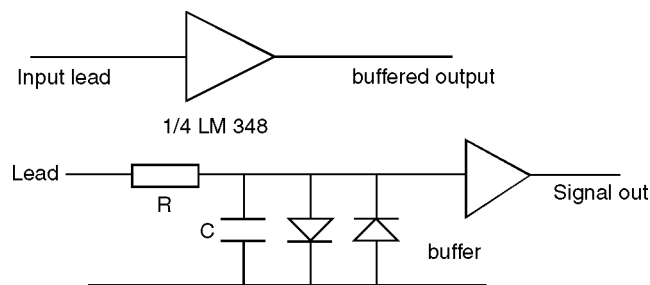 Input lead
buffered output
1/4 LM 348
Lead
R
C
buffer
Signal out